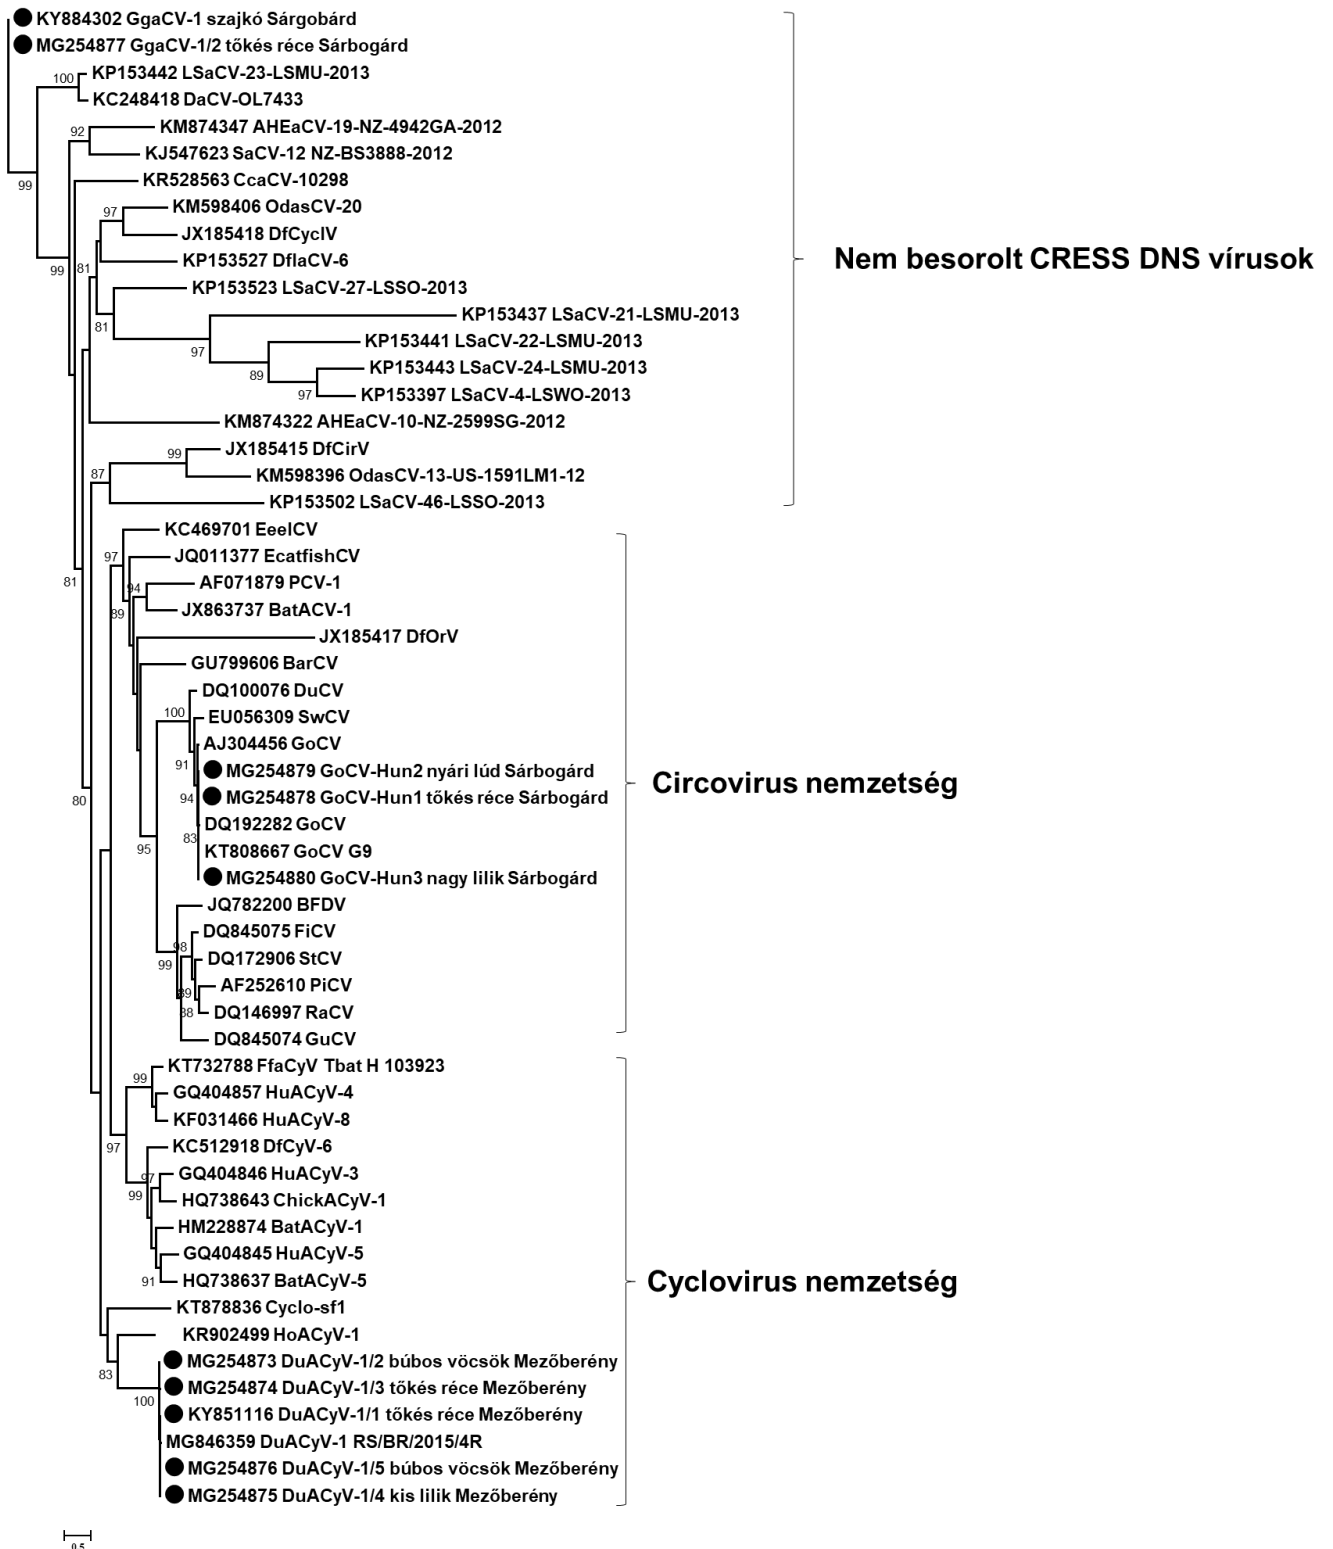 KY884302 GgaCV-1 szajkó Sárgobárd
MG254877 GgaCV-1/2 tőkés réce Sárbogárd
100
KP153442 LSaCV-23-LSMU-2013
KC248418 DaCV-OL7433
92
KM874347 AHEaCV-19-NZ-4942GA-2012
KJ547623 SaCV-12 NZ-BS3888-2012
99
KR528563 CcaCV-10298
97
KM598406 OdasCV-20
JX185418 DfCyclV
99
81
KP153527 DflaCV-6
Nem besorolt CRESS DNS vírusok
KP153523 LSaCV-27-LSSO-2013
81
KP153437 LSaCV-21-LSMU-2013
97
KP153441 LSaCV-22-LSMU-2013
89
KP153443 LSaCV-24-LSMU-2013
97
KP153397 LSaCV-4-LSWO-2013
KM874322 AHEaCV-10-NZ-2599SG-2012
99
JX185415 DfCirV
87
KM598396 OdasCV-13-US-1591LM1-12
KP153502 LSaCV-46-LSSO-2013
KC469701 EeelCV
97
JQ011377 EcatfishCV
81
94
AF071879 PCV-1
89
JX863737 BatACV-1
JX185417 DfOrV
GU799606 BarCV
DQ100076 DuCV
100
EU056309 SwCV
AJ304456 GoCV
91
MG254879 GoCV-Hun2 nyári lúd Sárbogárd
Circovirus nemzetség
80
94
MG254878 GoCV-Hun1 tőkés réce Sárbogárd
DQ192282 GoCV
83
95
KT808667 GoCV G9
MG254880 GoCV-Hun3 nagy lilik Sárbogárd
JQ782200 BFDV
DQ845075 FiCV
98
99
DQ172906 StCV
AF252610 PiCV
89
88
DQ146997 RaCV
DQ845074 GuCV
KT732788 FfaCyV Tbat H 103923
99
GQ404857 HuACyV-4
KF031466 HuACyV-8
97
KC512918 DfCyV-6
97
GQ404846 HuACyV-3
99
HQ738643 ChickACyV-1
HM228874 BatACyV-1
GQ404845 HuACyV-5
91
HQ738637 BatACyV-5
Cyclovirus nemzetség
KT878836 Cyclo-sf1
KR902499 HoACyV-1
83
MG254873 DuACyV-1/2 búbos vöcsök Mezőberény
MG254874 DuACyV-1/3 tőkés réce Mezőberény
100
KY851116 DuACyV-1/1 tőkés réce Mezőberény
MG846359 DuACyV-1 RS/BR/2015/4R
MG254876 DuACyV-1/5 búbos vöcsök Mezőberény
MG254875 DuACyV-1/4 kis lilik Mezőberény
0.5